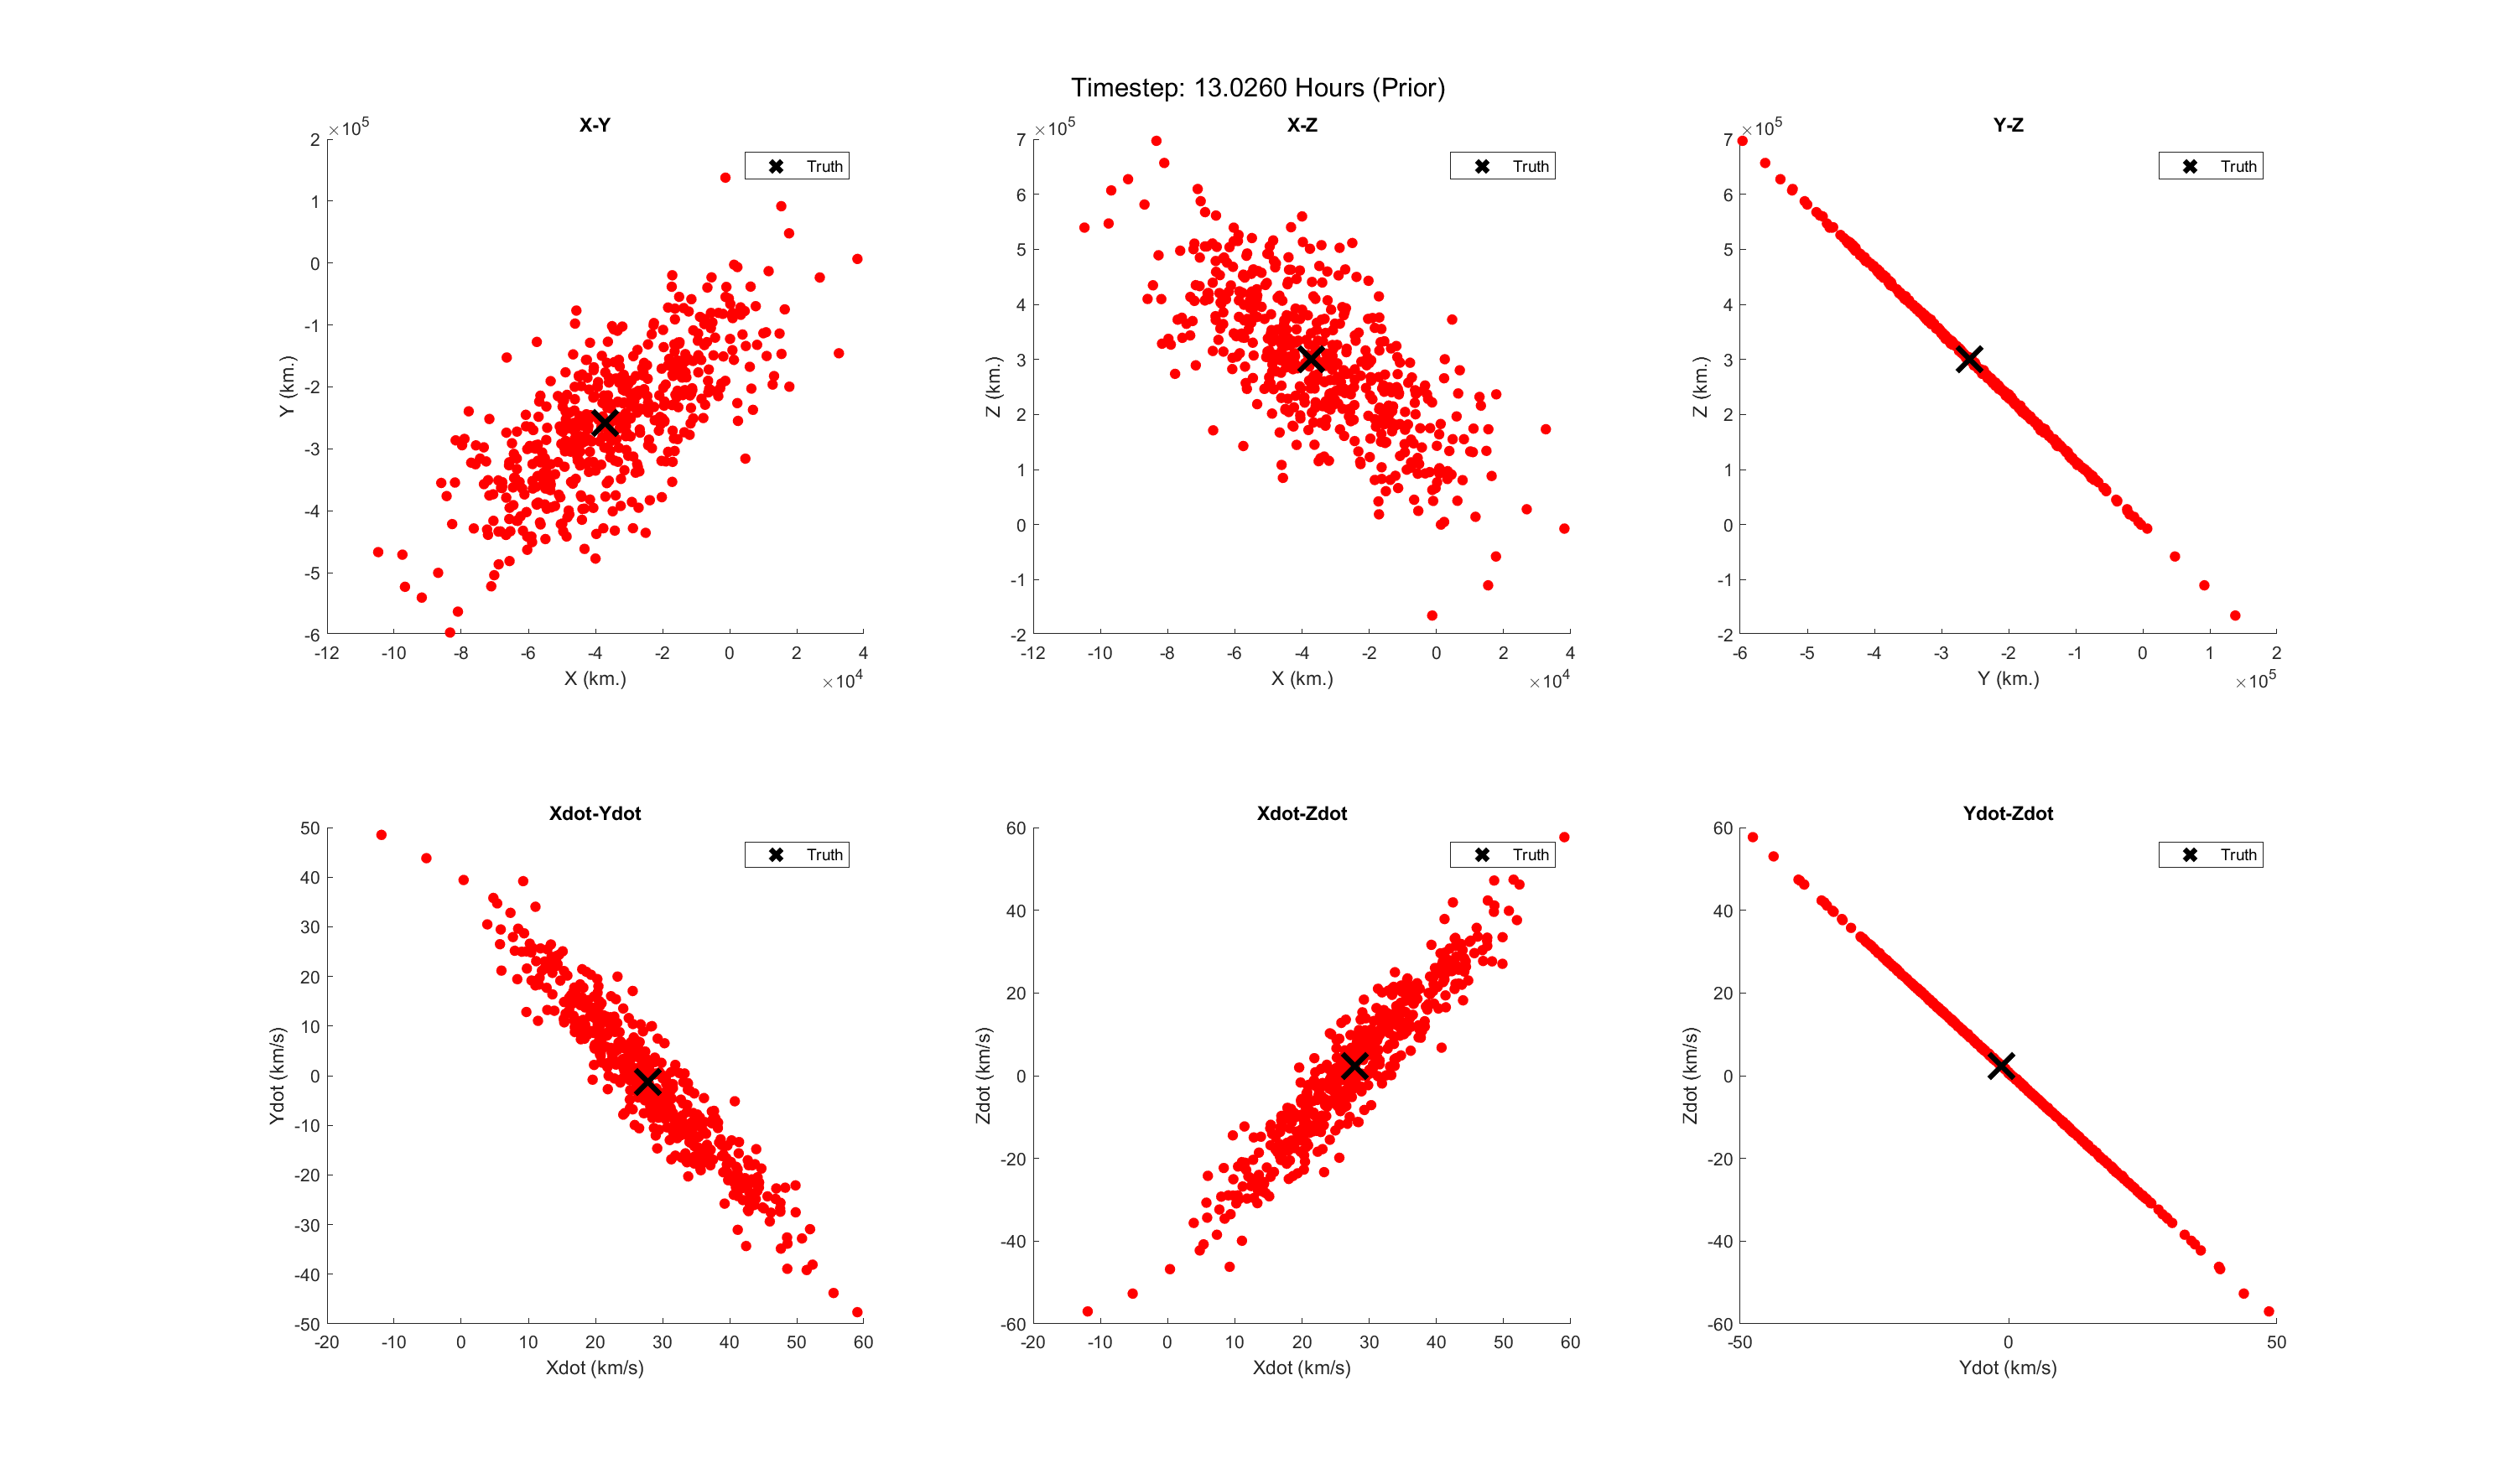 Timestep: 13.0260 Hours (Prior)
X-Y
×10^5
Truth
2
1
0
-1
-2
-3
-4
-5
-6
Y (km.)
-12 -10 -8 -6 -4 -2 0 2 4
X (km.)
×10^4
X-Z
×10^5
Truth
7
6
5
4
3
2
1
0
-1
-2
Z (km.)
-12 -10 -8 -6 -4 -2 0 2 4
X (km.)
×10^4
Y-Z
×10^5
Truth
7
6
5
4
3
2
1
0
-1
-2
Z (km.)
-6 -5 -4 -3 -2 -1 0 1 2
Y (km.)
×10^5
Xdot-Ydot
Truth
50
40
30
20
10
0
-10
-20
-30
-40
-50
Ydot (km/s)
-20 -10 0 10 20 30 40 50 60
Xdot (km/s)
Xdot-Zdot
Truth
60
40
20
0
-20
-40
-60
Zdot (km/s)
-20 -10 0 10 20 30 40 50 60
Xdot (km/s)
Ydot-Zdot
Truth
60
40
20
0
-20
-40
-60
Zdot (km/s)
-50 0 50
Ydot (km/s)